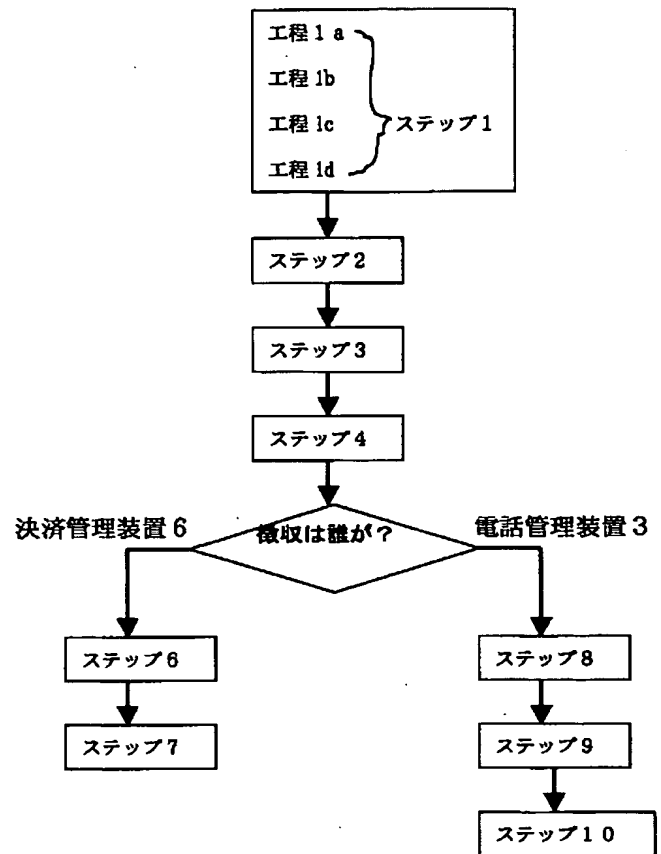 工程1a
工程1b
工程1c
工程1d
ステップ1
ステップ2
ステップ3
ステップ4
徴収は誰が？
決済管理装置6
電話管理装置3
ステップ6
ステップ7
ステップ8
ステップ9
ステップ10